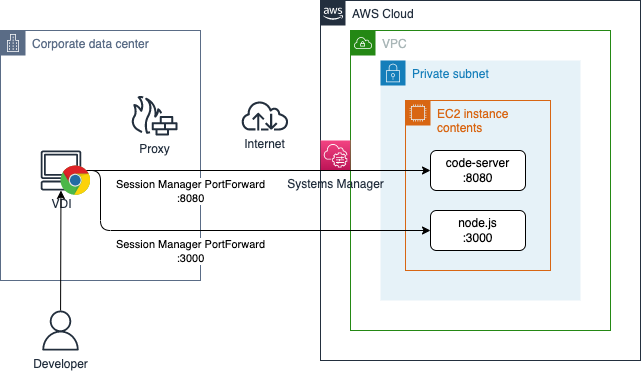 aws
AWS Cloud
Corporate data center
VPC
Private subnet
EC2 instance
contents
Proxy
Internet
code-server
:8080
Systems Manager
Session Manager PortForward
:8080
VDI
node.js
:3000
Session Manager PortForward
:3000
Developer